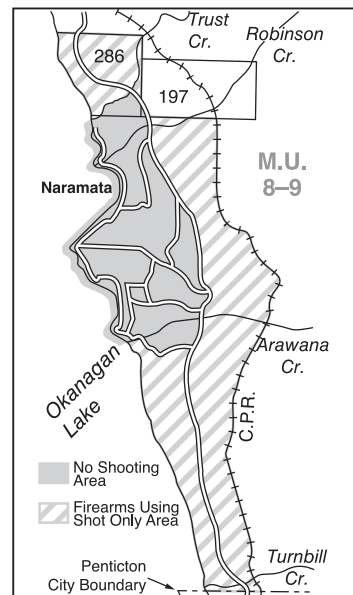 Trust
Cr.
Robinson
Cr.
286
197
M.U.
8–9
Naramata
Okanagan
Lake
Arawana
Cr.
C.P.R.
No Shooting
Area
Firearms Using
Shot Only Area
Turnbill
Cr.
Penticton
City Boundary